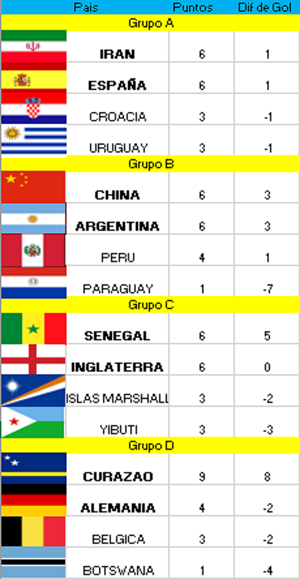 Pais Puntos Dif de Gol
Grupo A
IRAN 6 1
ESPAÑA 6 1
CROACIA 3 -1
URUGUAY 3 -1
Grupo B
CHINA 6 3
ARGENTINA 6 3
PERU 4 1
PARAGUAY 1 -7
Grupo C
SENEGAL 6 5
INGLATERRA 6 0
ISLAS MARSHALL 3 -2
YIBUTI 3 -3
Grupo D
CURAZAO 9 8
ALEMANIA 4 -2
BELGICA 3 -2
BOTSWANA 1 -4